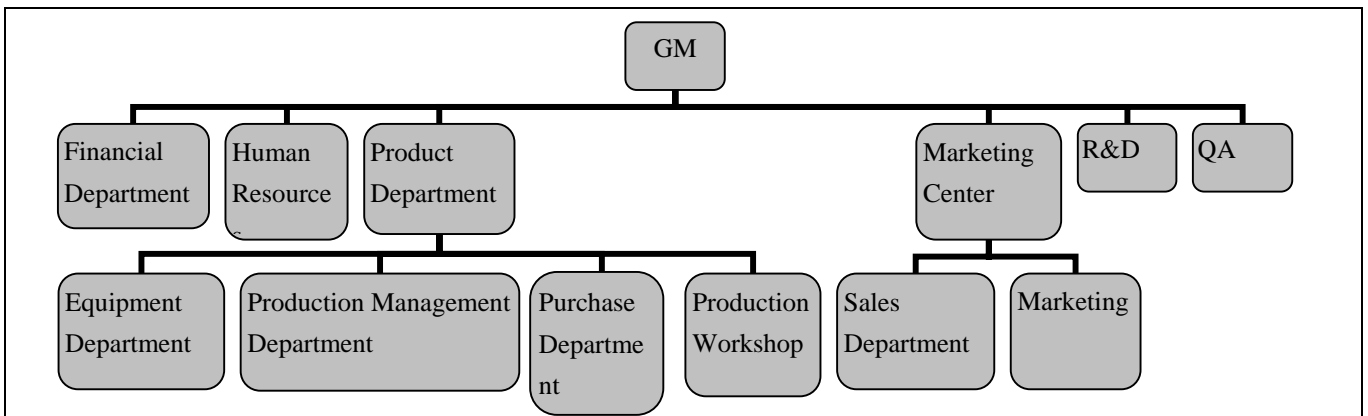 GM
Financial
Department
Human
Resource
s
Product
Department
Marketing
Center
R&D
QA
Equipment
Department
Production Management
Department
Purchase
Departme
nt
Production
Workshop
Sales
Department
Marketing